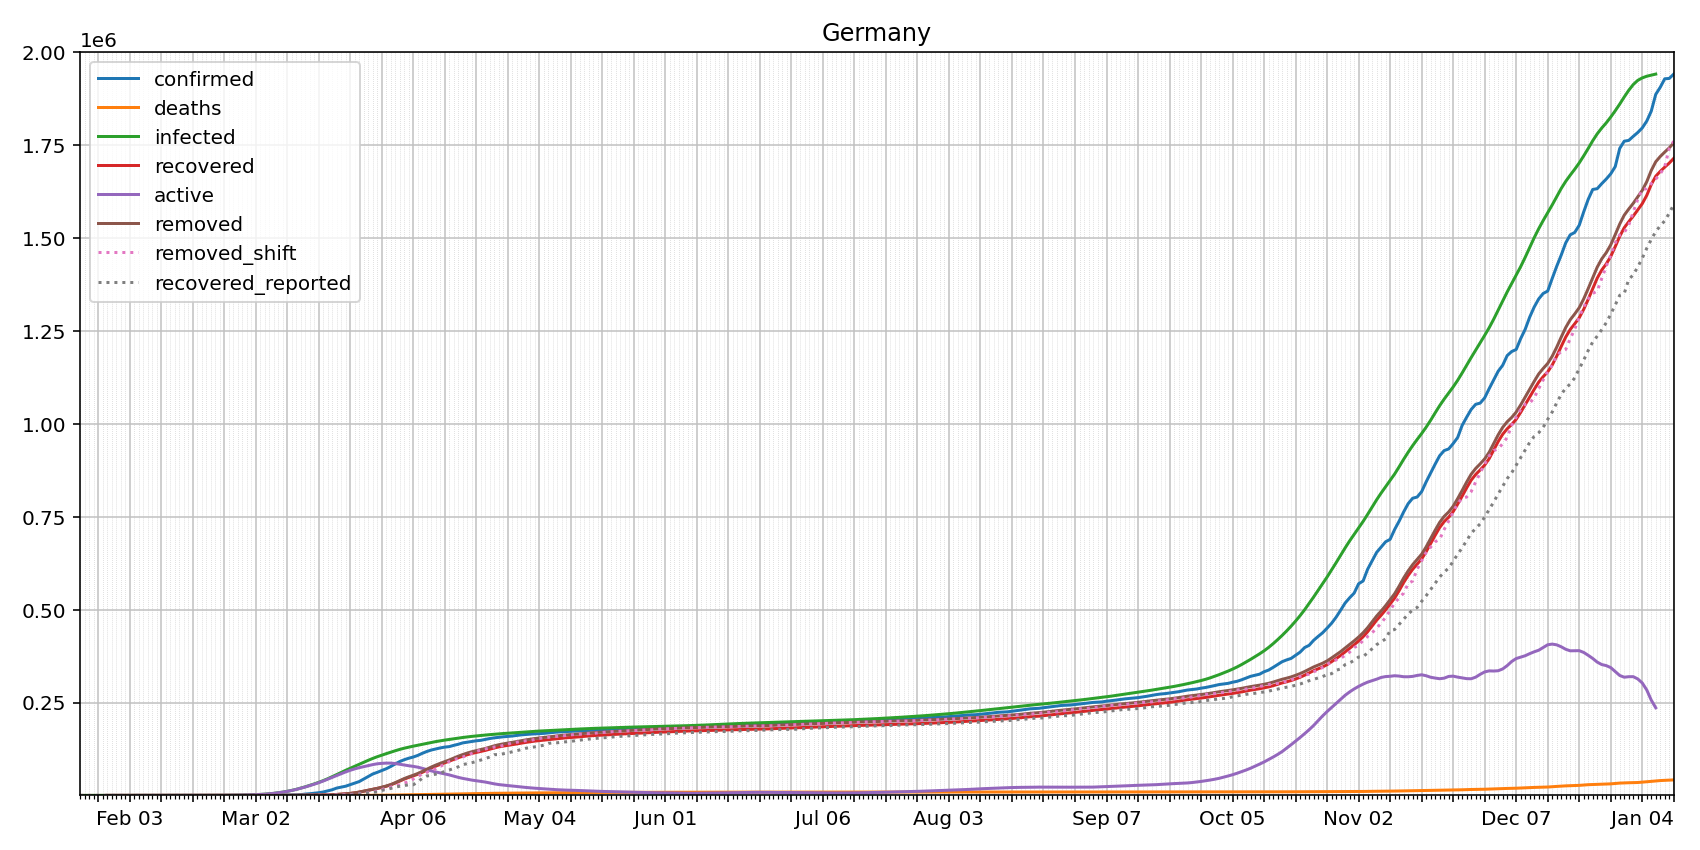 Germany
1e6
2.00
1.75
1.50
1.25
1.00
0.75
0.50
0.25
confirmed
deaths
infected
recovered
active
removed
removed_shift
recovered_reported
Feb 03 Mar 02 Apr 06 May 04 Jun 01 Jul 06 Aug 03 Sep 07 Oct 05 Nov 02 Dec 07 Jan 04